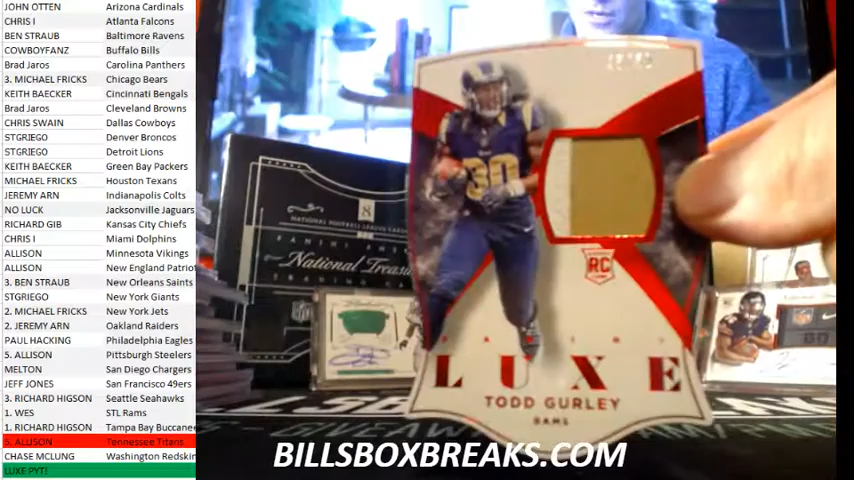 JOHN OTTEN Arizona Cardinals
CHRIS I Atlanta Falcons
BEN STRAUB Baltimore Ravens
COWBOYFANZ Buffalo Bills
Brad Jaros Carolina Panthers
3. MICHAEL FRICKS Chicago Bears
KEITH BAECKER Cincinnati Bengals
Brad Jaros Cleveland Browns
CHRIS SWAIN Dallas Cowboys
STGRIEGO Denver Broncos
STGRIEGO Detroit Lions
KEITH BAECKER Green Bay Packers
MICHAEL FRICKS Houston Texans
JEREMY ARN Indianapolis Colts
NO LUCK Jacksonville Jaguars
RICHARD GIB Kansas City Chiefs
CHRIS I Miami Dolphins
ALLISON Minnesota Vikings
ALLISON New England Patriot
3. BEN STRAUB New Orleans Saints
STGRIEGO New York Giants
2. MICHAEL FRICKS New York Jets
2. JEREMY ARN Oakland Raiders
PAUL HACKING Philadelphia Eagles
5. ALLISON Pittsburgh Steelers
MELTON San Diego Chargers
JEFF JONES San Francisco 49ers
3. RICHARD HIGSON Seattle Seahawks
1. WES STL Rams
1. RICHARD HIGSON Tampa Bay Buccanee
5. ALLISON Tennessee Titans
CHASE MCLUNG Washington Redskin
LUXE PYT!
8
National Treasu
30
RC
PANINI
LUXE
TODD GURLEY
RAMS
BILLSBOXBREAKS.COM